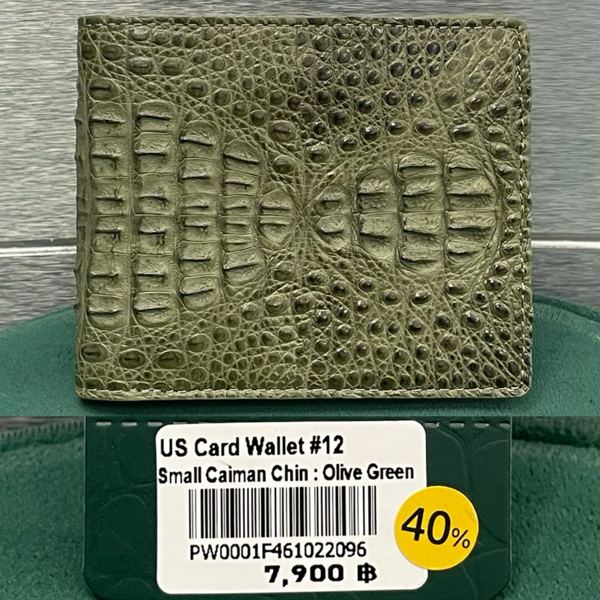 US Card Wallet #12
Small Caiman Chin : Olive Green
PW0001F461022096
7,900 ฿
40%